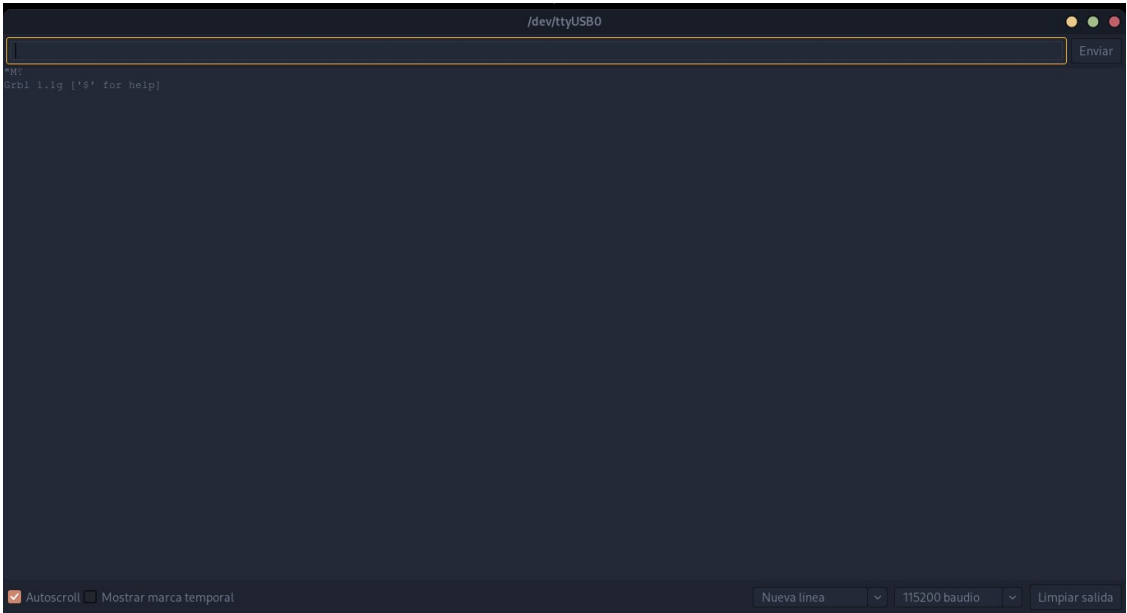 /dev/ttyUSB0
Enviar
"M?
Grbl 1.1g ['$' for help]
Autoscroll
Mostrar marca temporal
Nueva linea
115200 baudio
Limpiar salida